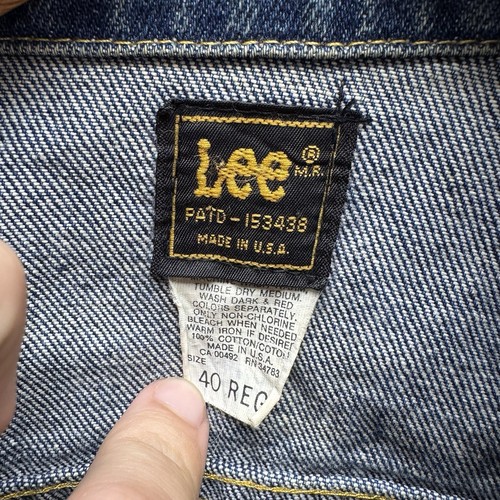 Lee ®
M.R.
PATD-153438
MADE IN U.S.A.
TUMBLE DRY MEDIUM.
WASH DARK & RED
COLORS SEPARATELY.
ONLY NON-CHLORINE
BLEACH WHEN NEEDED
WARM IRON IF DESIRED
100% COTTON/COTO
MADE IN U.S.A.
CA 00492 RN 34783
SIZE
40 REG